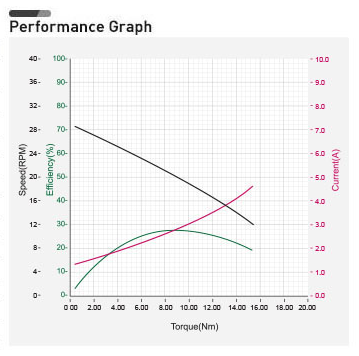 Performance Graph
40- 100- -10.0
36- 90- -9.0
32- 80- -8.0
28- 70- -7.0
24- 60- -6.0
20- 50- -5.0
16- 40- -4.0
12- 30- -3.0
8- 20- -2.0
4- 10- -1.0
0- 0- -0.0
Speed(RPM)
Efficiency(%)
Current(A)
0.00 2.00 4.00 6.00 8.00 10.00 12.00 14.00 16.00 18.00 20.00
Torque(Nm)